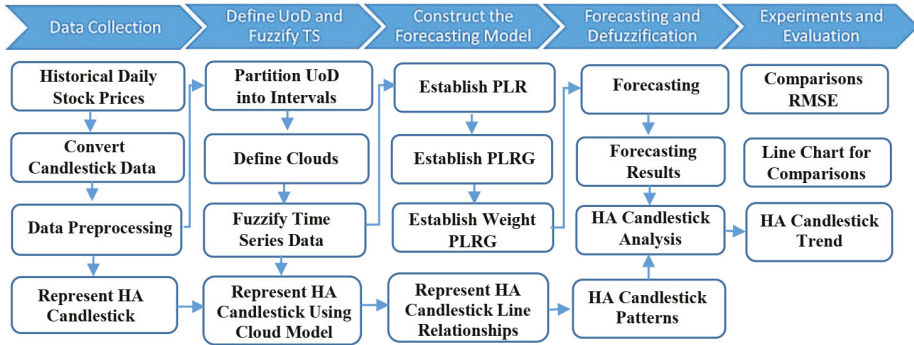 Data Collection
Define UoD and
Fuzzify TS
Construct the
Forecasting Model
Forecasting and
Defuzzification
Experiments and
Evaluation
Historical Daily
Stock Prices
Convert
Candlestick Data
Data Preprocessing
Represent HA
Candlestick
Partition UoD
into Intervals
Define Clouds
Fuzzify Time
Series Data
Represent HA
Candlestick Using
Cloud Model
Establish PLR
Establish PLRG
Establish Weight
PLRG
Represent HA
Candlestick Line
Relationships
Forecasting
Forecasting
Results
HA Candlestick
Analysis
HA Candlestick
Patterns
Comparisons
RMSE
Line Chart for
Comparisons
HA Candlestick
Trend